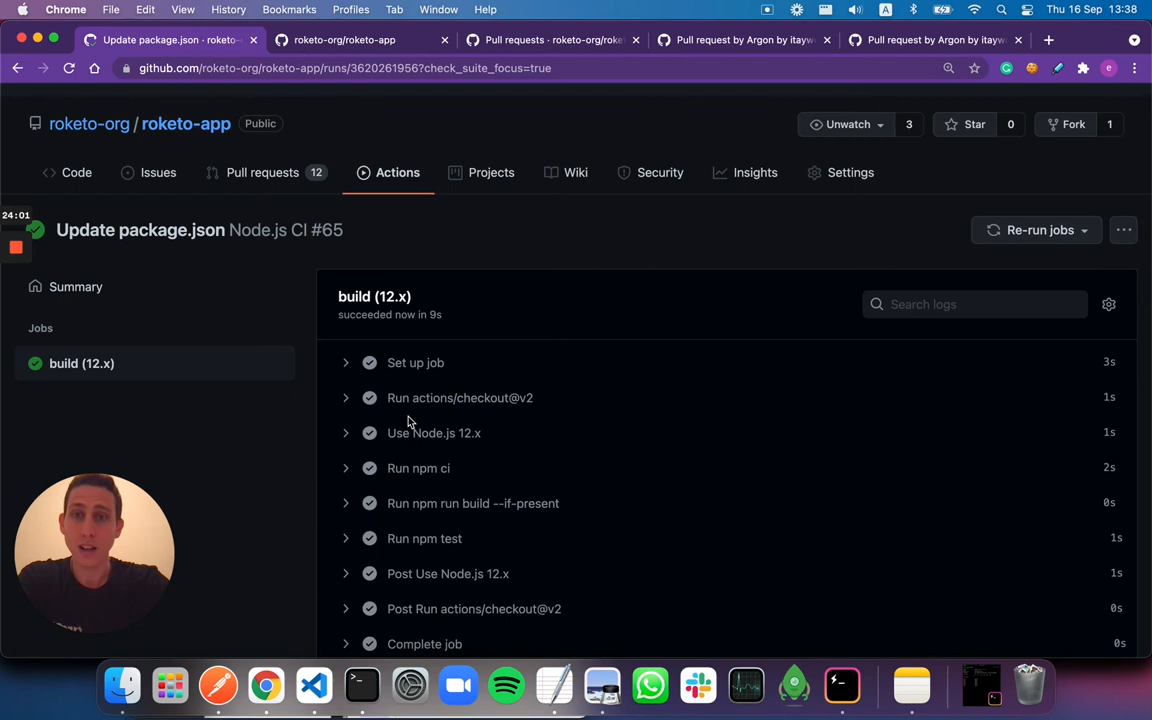 Chrome File Edit View History Bookmarks Profiles Tab Window Help A Thu 16 Sep 13:38
Update package.json · roketo- roketo-org/roketo-app Pull requests · roketo-org/roke Pull request by Argon by itayw Pull request by Argon by itayw
github.com/roketo-org/roketo-app/runs/3620261956?check_suite_focus=true e
roketo-org / roketo-app Public Unwatch 3 Star 0 Fork 1
Code Issues Pull requests 12 Actions Projects Wiki Security Insights Settings
24:01
Update package.json Node.js CI #65 Re-run jobs
Summary
Jobs
build (12.x)
build (12.x)
succeeded now in 9s
Search logs
Set up job 3s
Run actions/checkout@v2 1s
Use Node.js 12.x 1s
Run npm ci 2s
Run npm run build --if-present 0s
Run npm test 1s
Post Use Node.js 12.x 1s
Post Run actions/checkout@v2 0s
Complete job 0s